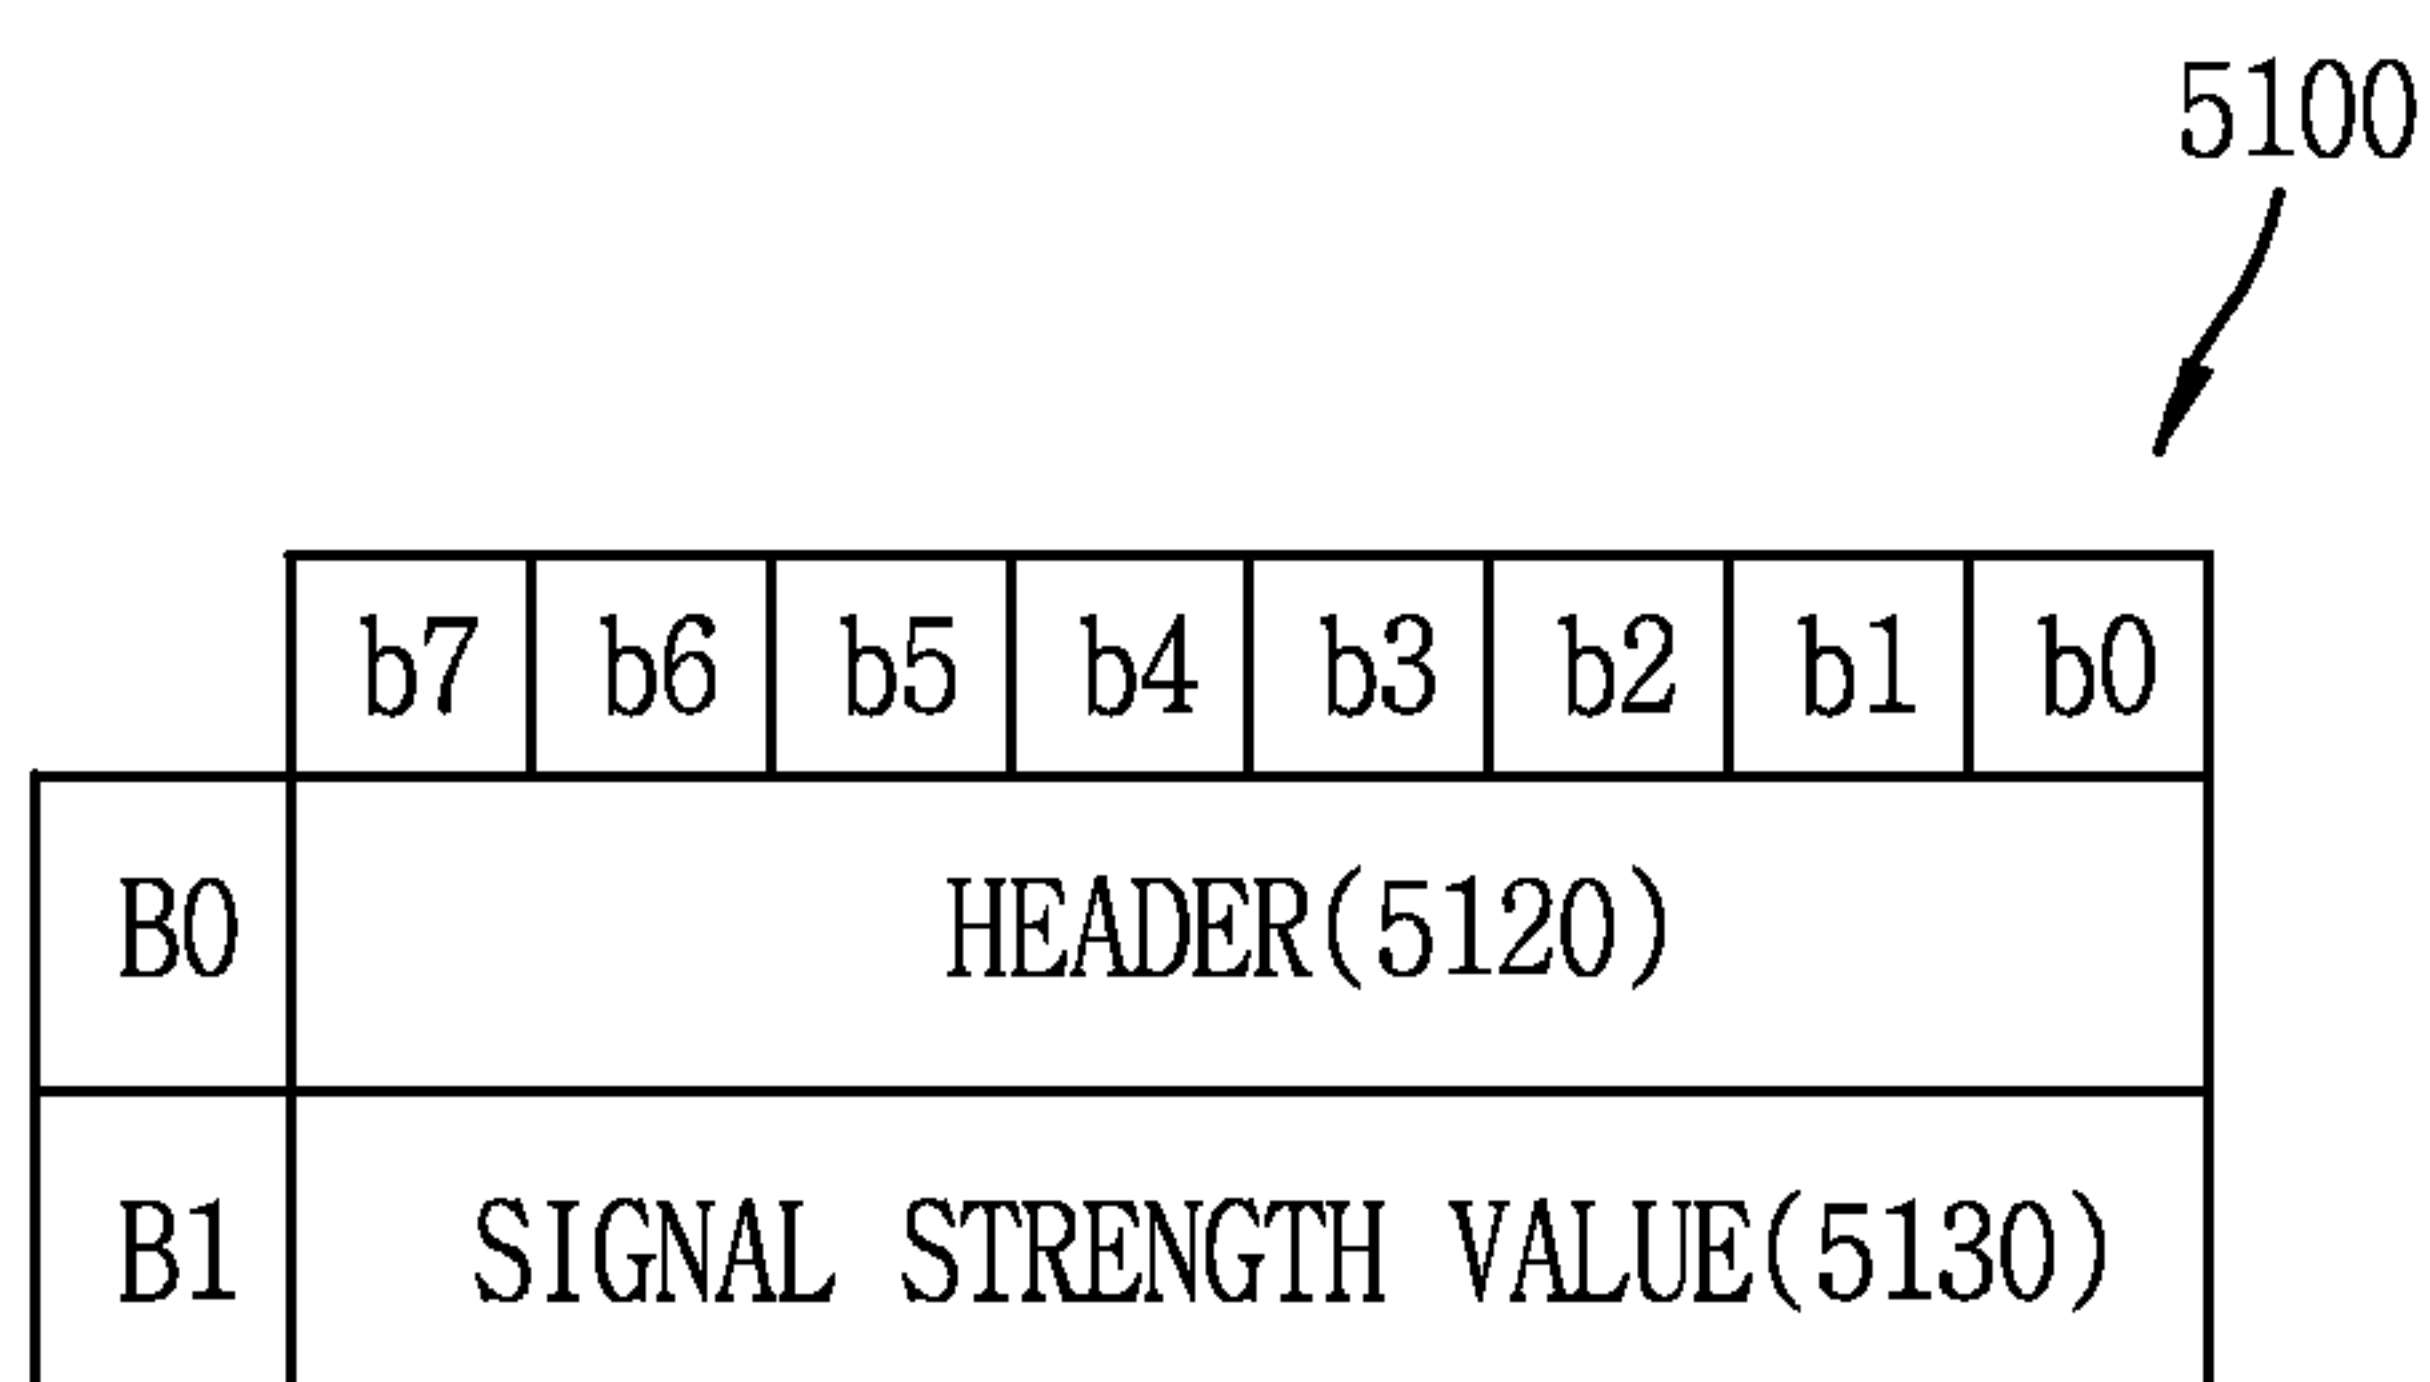 5100
b7 b6 b5 b4 b3 b2 b1 b0
B0 HEADER(5120)
B1 SIGNAL STRENGTH VALUE(5130)